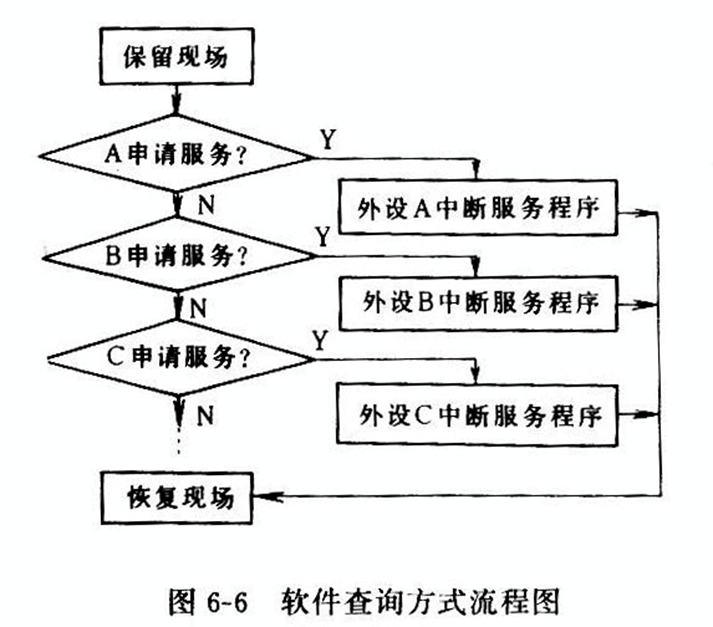 保留现场
A申请服务?
Y
外设A中断服务程序
N
B申请服务?
Y
外设B中断服务程序
N
C申请服务?
Y
外设C中断服务程序
N
恢复现场
图 6-6 软件查询方式流程图